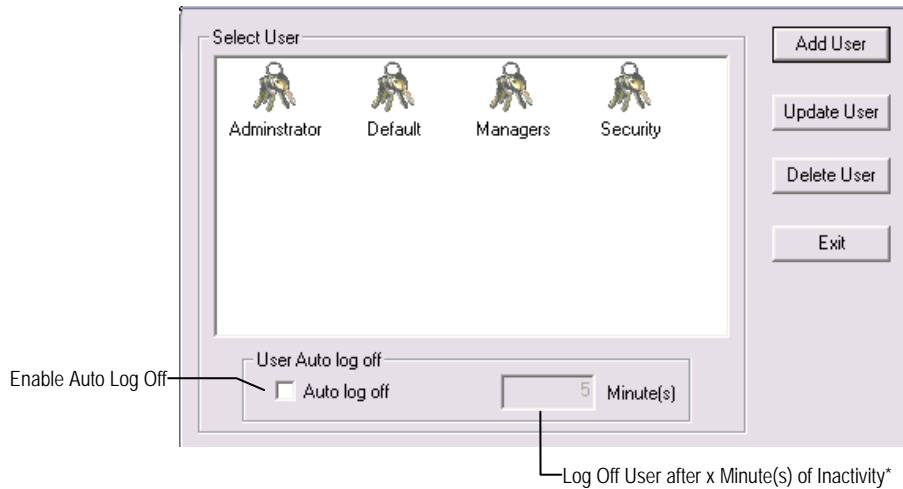 Select User
Adminstrator
Default
Managers
Security
Add User
Update User
Delete User
Exit
User Auto log off
Enable Auto Log Off
Auto log off
5 Minute(s)
Log Off User after x Minute(s) of Inactivity*